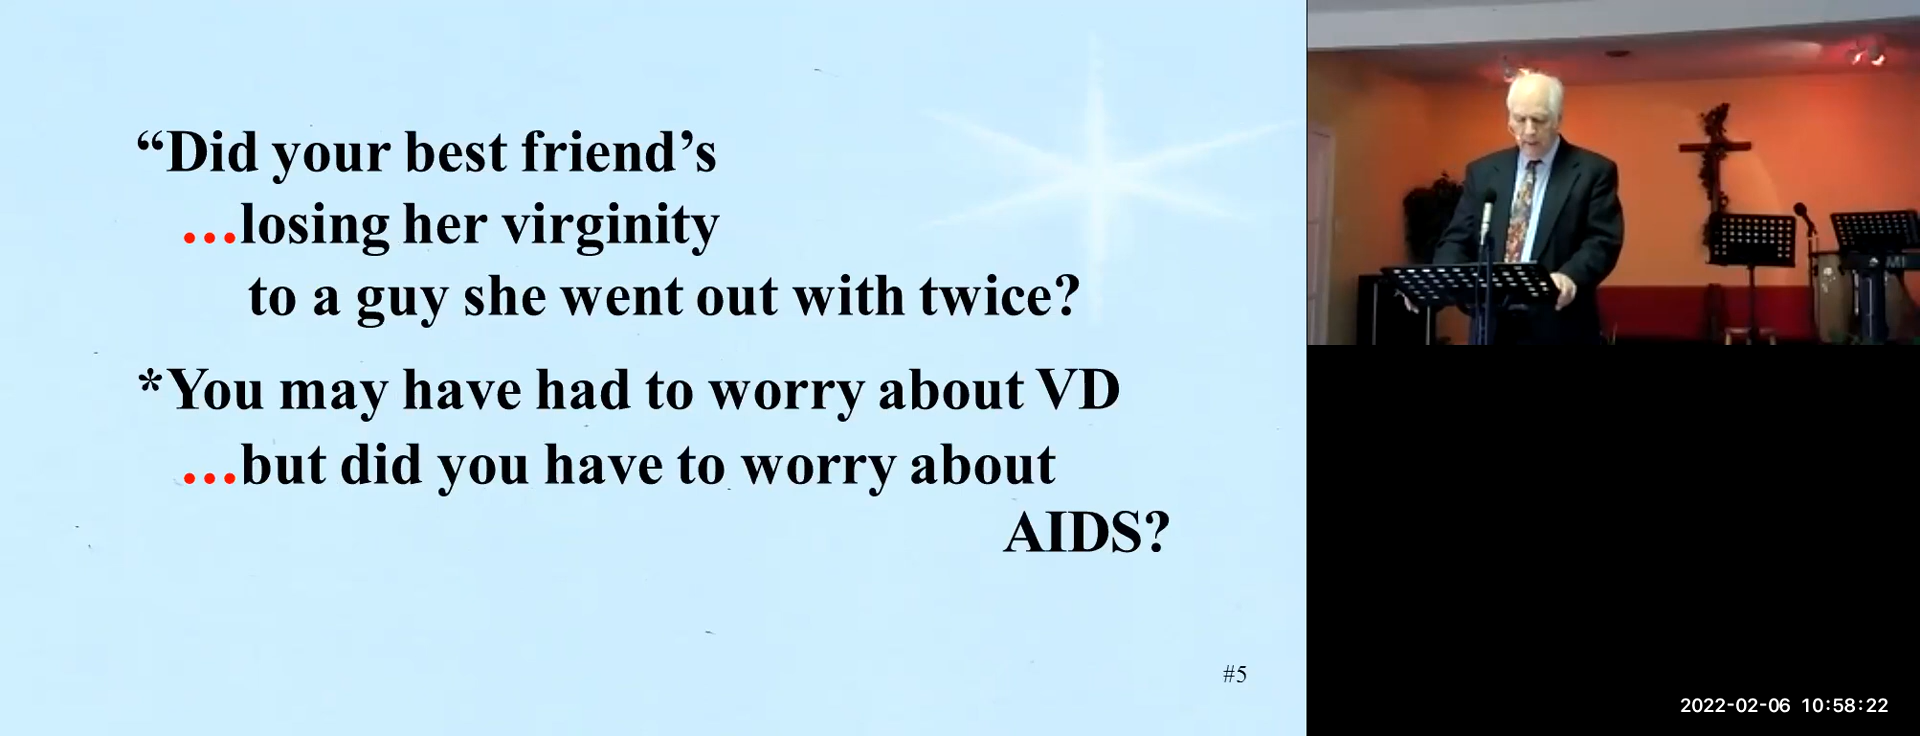 “Did your best friend’s
…losing her virginity
to a guy she went out with twice?
*You may have had to worry about VD
…but did you have to worry about
AIDS?
#5
2022-02-06 10:58:22